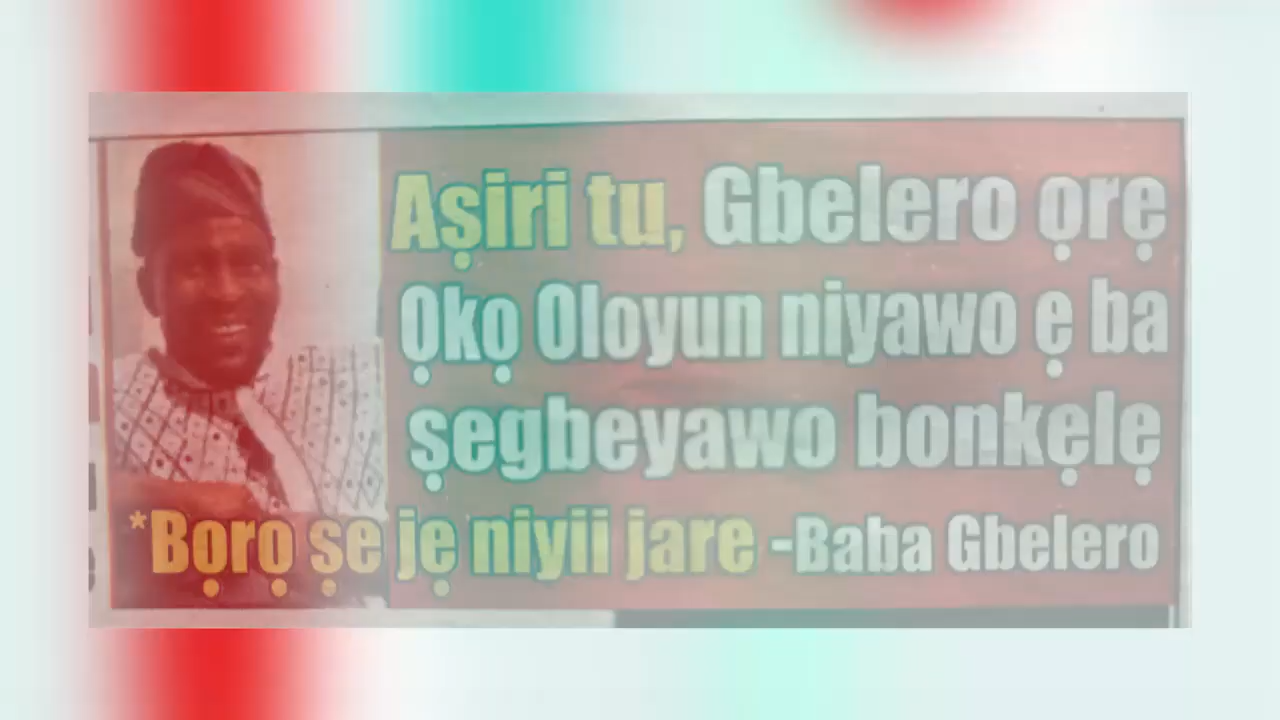 Aṣiri tu, Gbelero ọrẹ
Ọkọ Oloyun niyawo ẹ ba
ṣegbeyawo bonkẹlẹ
*Bọrọ ṣe jẹ niyii jare -Baba Gbelero